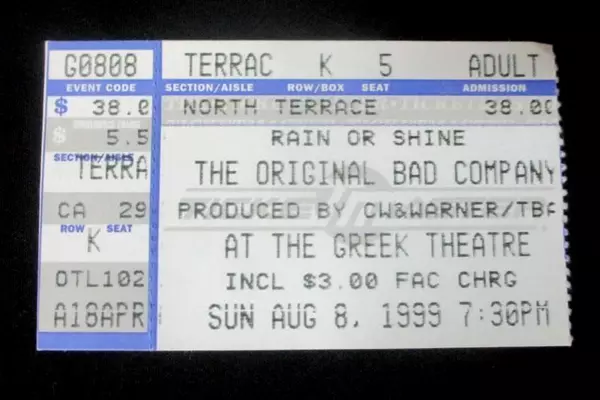 G0808 TERRAC K 5 ADULT
EVENT CODE SECTION/AISLE ROW/BOX SEAT ADMISSION
$ 38.0 NORTH TERRACE 38.00
RAIN OR SHINE
5.5
SECTION/AISLE
TERRA THE ORIGINAL BAD COMPANY
CA 29 PRODUCED BY CW&WARNER/TBA
ROW SEAT
K AT THE GREEK THEATRE
OTL102 INCL $3.00 FAC CHRG
A18APR SUN AUG 8, 1999 7:30PM